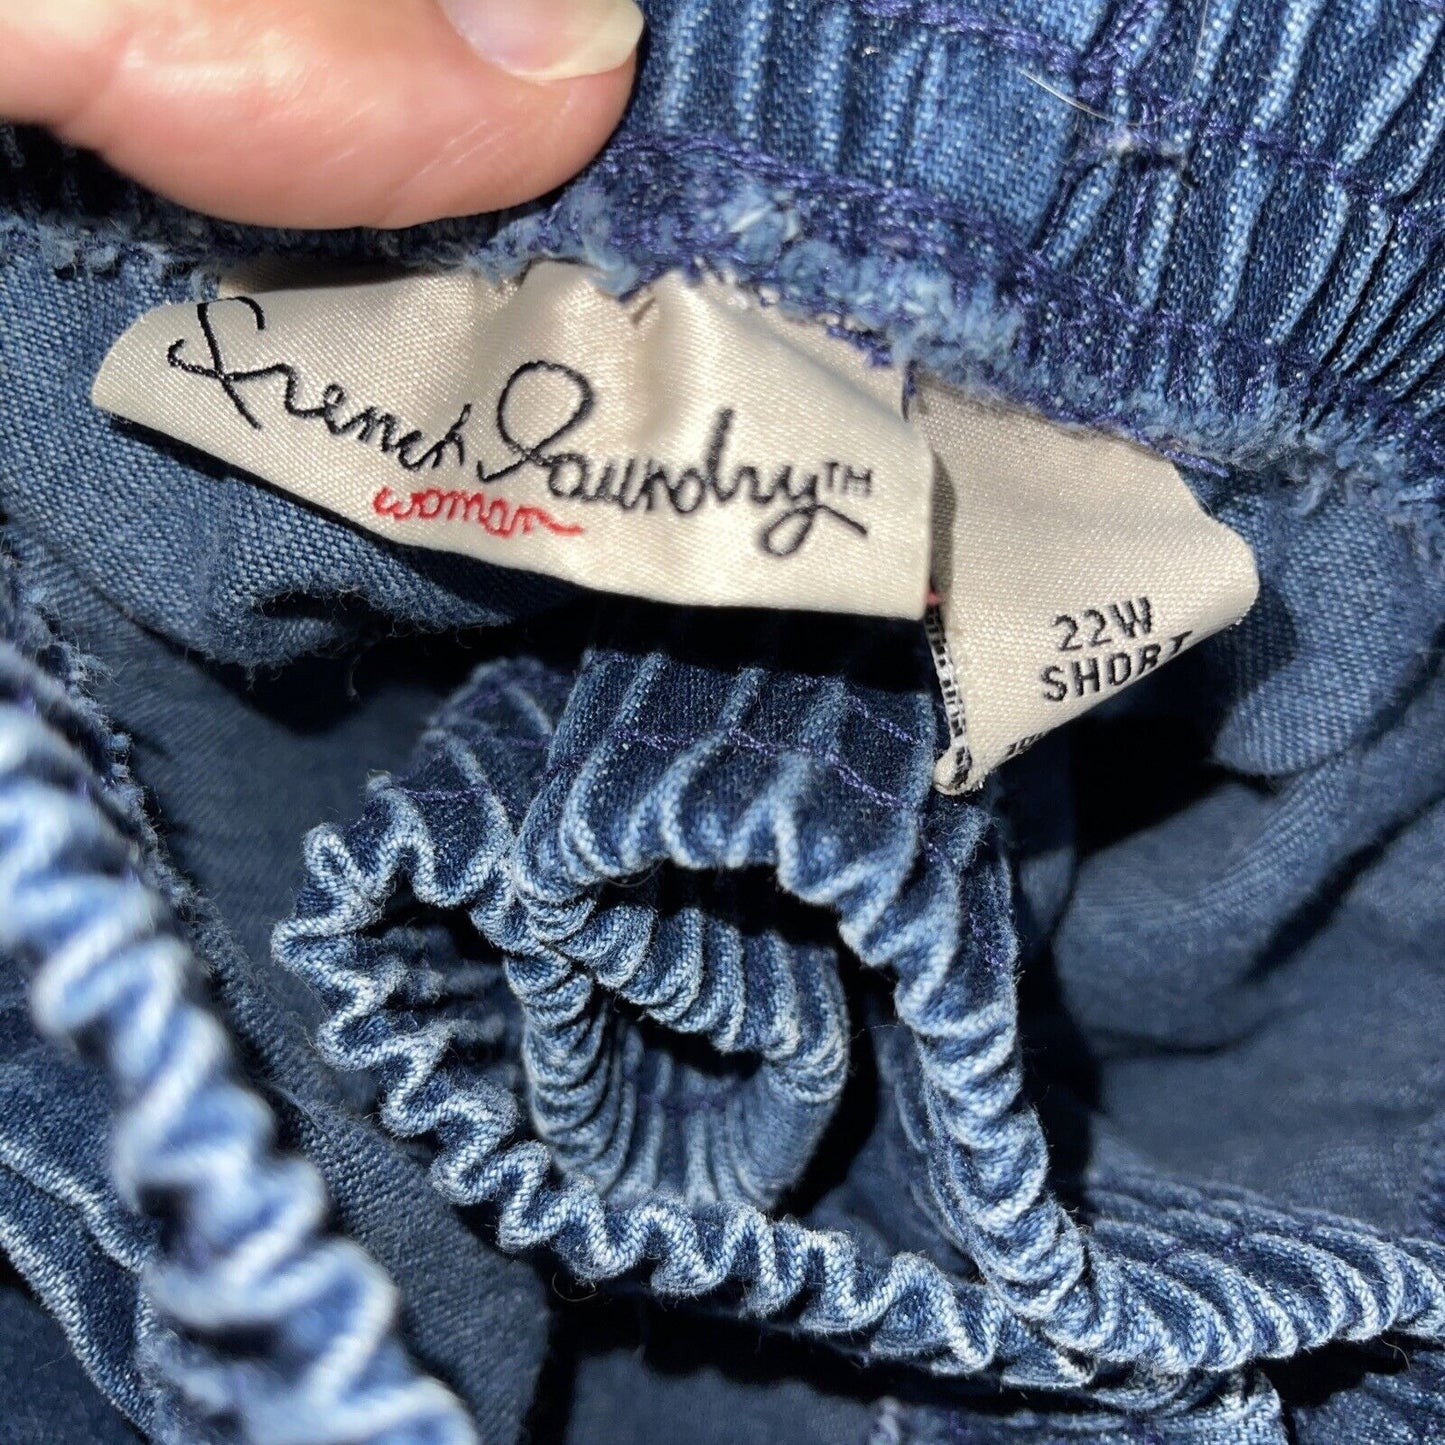 French Laundry™
woman
22W
SHORT